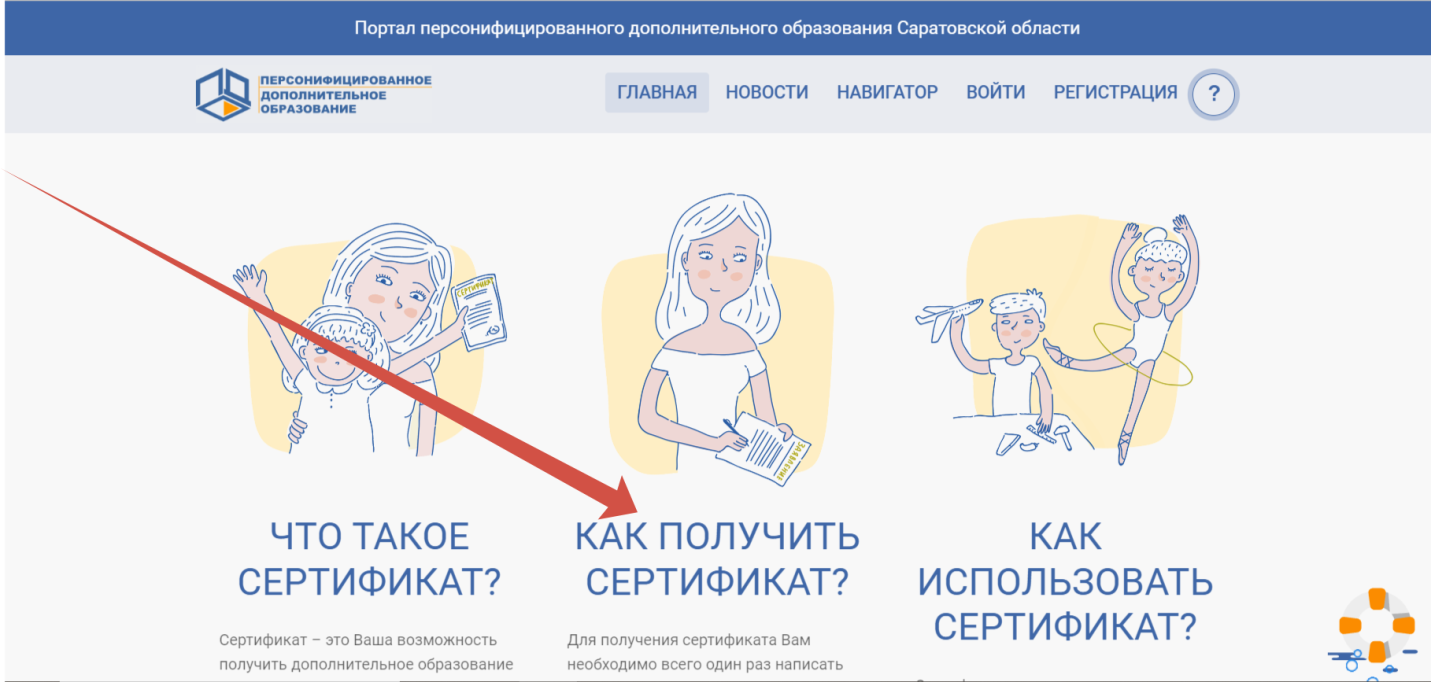 Портал персонифицированного дополнительного образования Саратовской области
ПЕРСОНИФИЦИРОВАННОЕ
ДОПОЛНИТЕЛЬНОЕ
ОБРАЗОВАНИЕ
ГЛАВНАЯ НОВОСТИ НАВИГАТОР ВОЙТИ РЕГИСТРАЦИЯ ?
СЕРТИФИКАТ
ЗАЯВЛЕНИЕ
ЧТО ТАКОЕ
СЕРТИФИКАТ?
Сертификат – это Ваша возможность
получить дополнительное образование
КАК ПОЛУЧИТЬ
СЕРТИФИКАТ?
Для получения сертификата Вам
необходимо всего один раз написать
КАК
ИСПОЛЬЗОВАТЬ
СЕРТИФИКАТ?